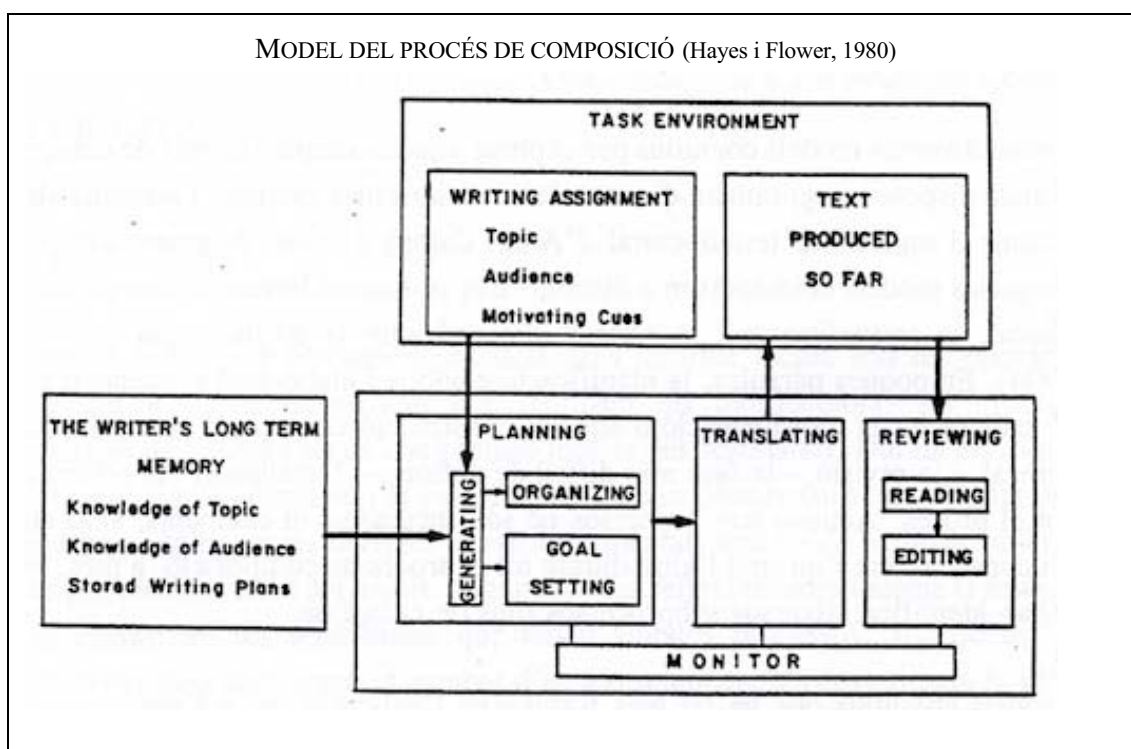 MODEL DEL PROCÉS DE COMPOSICIÓ (Hayes i Flower, 1980)
TASK ENVIRONMENT
WRITING ASSIGNMENT
Topic
Audience
Motivating Cues
TEXT
PRODUCED
SO FAR
THE WRITER'S LONG TERM
MEMORY
Knowledge of Topic
Knowledge of Audience
Stored Writing Plans
PLANNING
GENERATING
ORGANIZING
GOAL
SETTING
TRANSLATING
REVIEWING
READING
EDITING
MONITOR